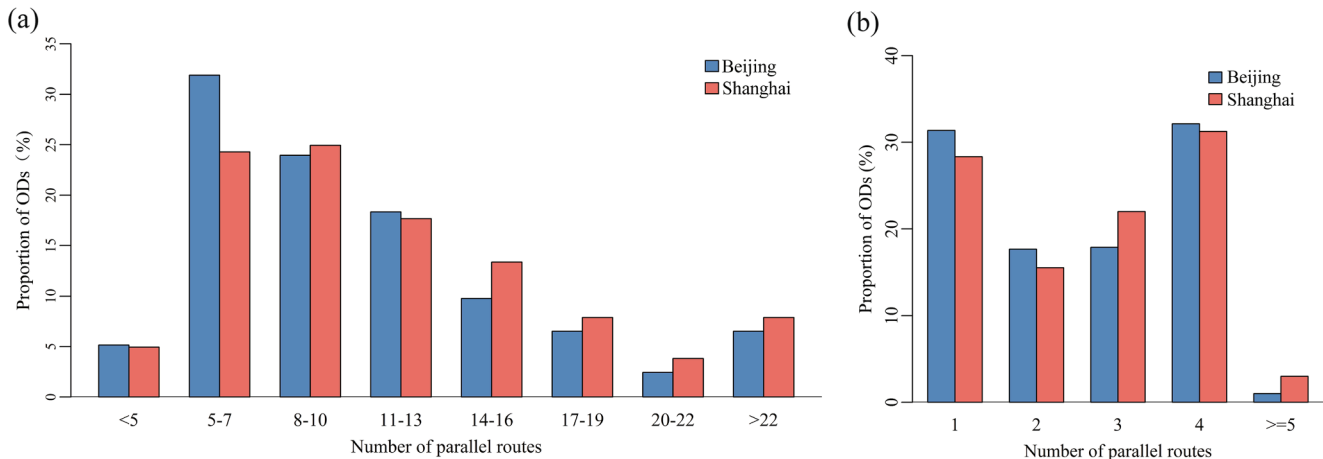 (a)
Proportion of ODs (%)
35
30
25
20
15
10
5
0
Beijing
Shanghai
<5 5-7 8-10 11-13 14-16 17-19 20-22 >22
Number of parallel routes
(b)
Proportion of ODs (%)
40
30
20
10
0
Beijing
Shanghai
1 2 3 4 >=5
Number of parallel routes